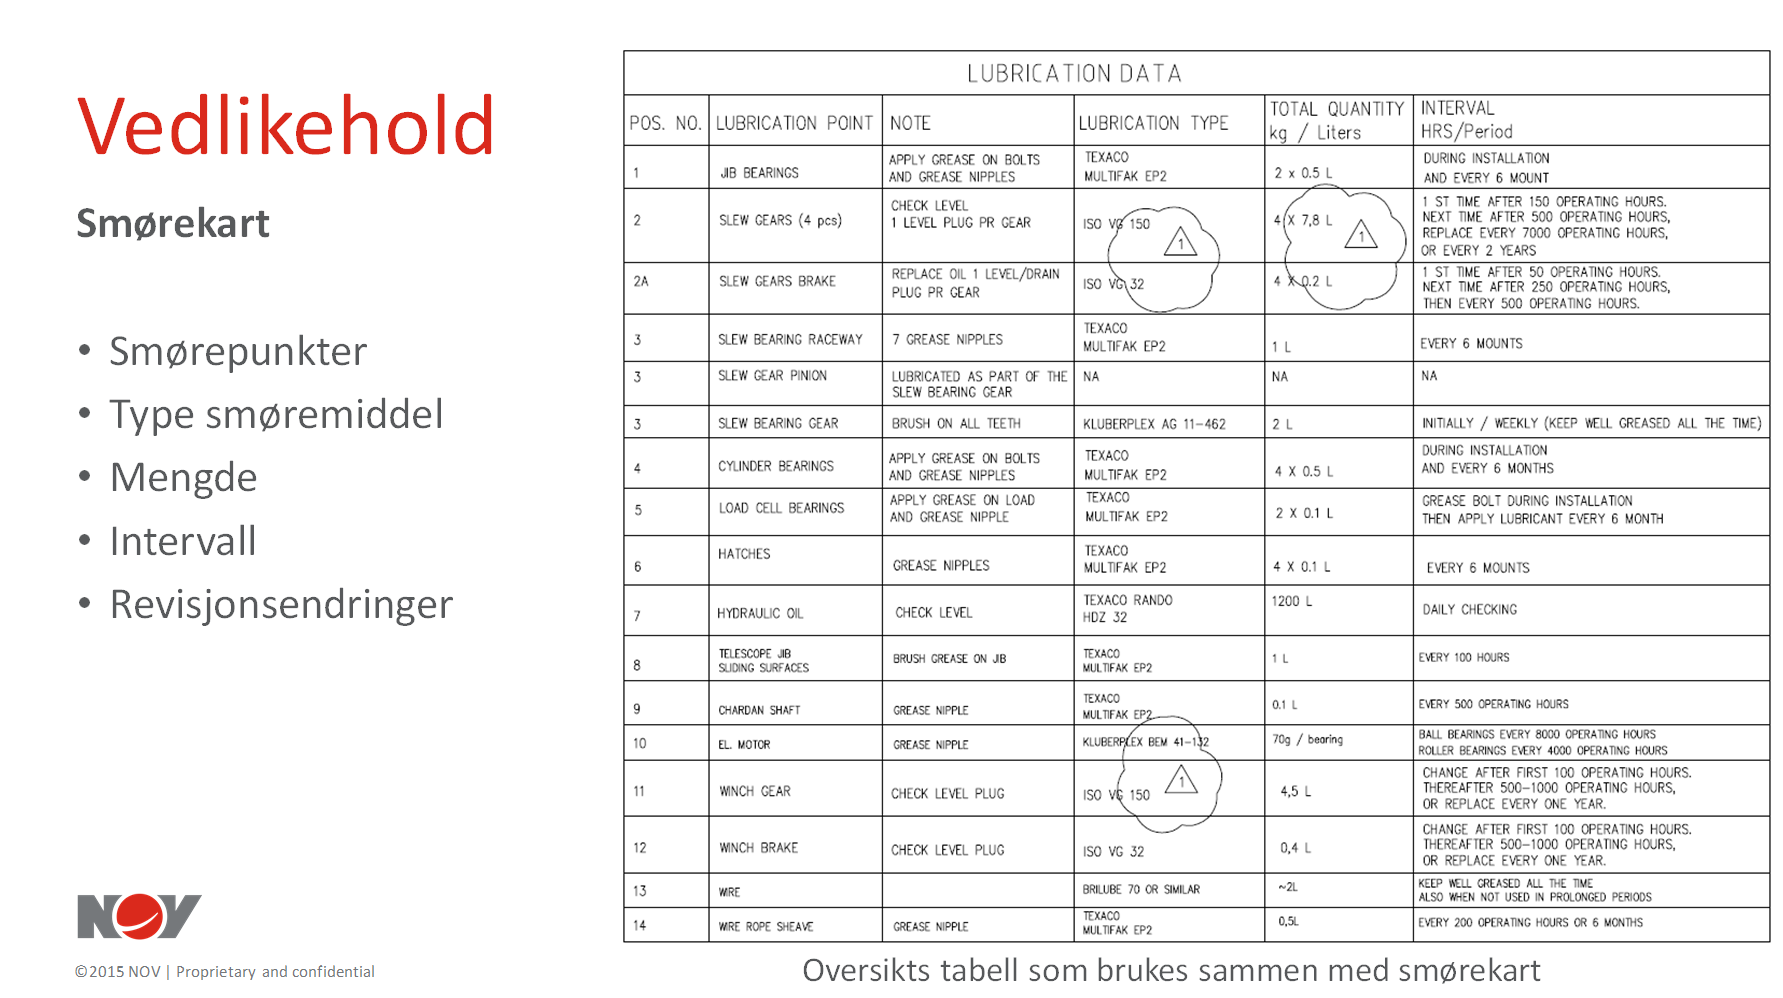 Vedlikehold
Smørekart
• Smørepunkter
• Type smøremiddel
• Mengde
• Intervall
• Revisjonsendringer
NOV
©2015 NOV | Proprietary and confidential
LUBRICATION DATA
POS. NO. LUBRICATION POINT NOTE LUBRICATION TYPE TOTAL QUANTITY kg / Liters INTERVAL HRS/Period
1 JIB BEARINGS APPLY GREASE ON BOLTS AND GREASE NIPPLES TEXACO MULTIFAK EP2 2 x 0.5 L DURING INSTALLATION AND EVERY 6 MOUNT
2 SLEW GEARS (4 pcs) CHECK LEVEL 1 LEVEL PLUG PR GEAR ISO VG 150 1 4 X 7,8 L 1 1 ST TIME AFTER 150 OPERATING HOURS. NEXT TIME AFTER 500 OPERATING HOURS, REPLACE EVERY 7000 OPERATING HOURS, OR EVERY 2 YEARS
2A SLEW GEARS BRAKE REPLACE OIL 1 LEVEL/DRAIN PLUG PR GEAR ISO VG 32 4 X 0.2 L 1 ST TIME AFTER 50 OPERATING HOURS. NEXT TIME AFTER 250 OPERATING HOURS, THEN EVERY 500 OPERATING HOURS.
3 SLEW BEARING RACEWAY 7 GREASE NIPPLES TEXACO MULTIFAK EP2 1 L EVERY 6 MOUNTS
3 SLEW GEAR PINION LUBRICATED AS PART OF THE SLEW BEARING GEAR NA NA NA
3 SLEW BEARING GEAR BRUSH ON ALL TEETH KLUBERPLEX AG 11-462 2 L INITIALLY / WEEKLY (KEEP WELL GREASED ALL THE TIME)
4 CYLINDER BEARINGS APPLY GREASE ON BOLTS AND GREASE NIPPLES TEXACO MULTIFAK EP2 4 X 0.5 L DURING INSTALLATION AND EVERY 6 MONTHS
5 LOAD CELL BEARINGS APPLY GREASE ON LOAD AND GREASE NIPPLE TEXACO MULTIFAK EP2 2 X 0.1 L GREASE BOLT DURING INSTALLATION THEN APPLY LUBRICANT EVERY 6 MONTH
6 HATCHES GREASE NIPPLES TEXACO MULTIFAK EP2 4 X 0.1 L EVERY 6 MOUNTS
7 HYDRAULIC OIL CHECK LEVEL TEXACO RANDO HDZ 32 1200 L DAILY CHECKING
8 TELESCOPE JIB SLIDING SURFACES BRUSH GREASE ON JIB TEXACO MULTIFAK EP2 1 L EVERY 100 HOURS
9 CHARDAN SHAFT GREASE NIPPLE TEXACO MULTIFAK EP2 0.1 L EVERY 500 OPERATING HOURS
10 EL. MOTOR GREASE NIPPLE KLUBERPLEX BEM 41-132 70g / bearing BALL BEARINGS EVERY 8000 OPERATING HOURS ROLLER BEARINGS EVERY 4000 OPERATING HOURS
11 WINCH GEAR CHECK LEVEL PLUG ISO VG 150 1 4,5 L CHANGE AFTER FIRST 100 OPERATING HOURS. THEREAFTER 500-1000 OPERATING HOURS, OR REPLACE EVERY ONE YEAR.
12 WINCH BRAKE CHECK LEVEL PLUG ISO VG 32 0,4 L CHANGE AFTER FIRST 100 OPERATING HOURS. THEREAFTER 500-1000 OPERATING HOURS, OR REPLACE EVERY ONE YEAR.
13 WIRE BRILUBE 70 OR SIMILAR ~2L KEEP WELL GREASED ALL THE TIME ALSO WHEN NOT USED IN PROLONGED PERIODS
14 WIRE ROPE SHEAVE GREASE NIPPLE TEXACO MULTIFAK EP2 0,5L EVERY 200 OPERATING HOURS OR 6 MONTHS
Oversikts tabell som brukes sammen med smørekart